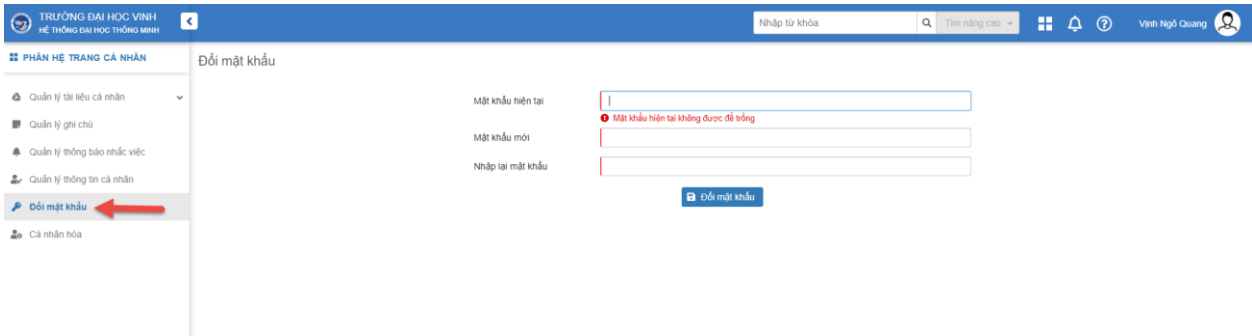 TRƯỜNG ĐẠI HỌC VINH
HỆ THỐNG ĐẠI HỌC THÔNG MINH
Nhập từ khóa
Tìm nâng cao
Vịnh Ngô Quang
PHÂN HỆ TRANG CÁ NHÂN
Quản lý tài liệu cá nhân
Quản lý ghi chú
Quản lý thông báo nhắc việc
Quản lý thông tin cá nhân
Đổi mật khẩu
Cá nhân hóa
Đổi mật khẩu
Mật khẩu hiện tại
Mật khẩu hiện tại không được để trống
Mật khẩu mới
Nhập lại mật khẩu
Đổi mật khẩu